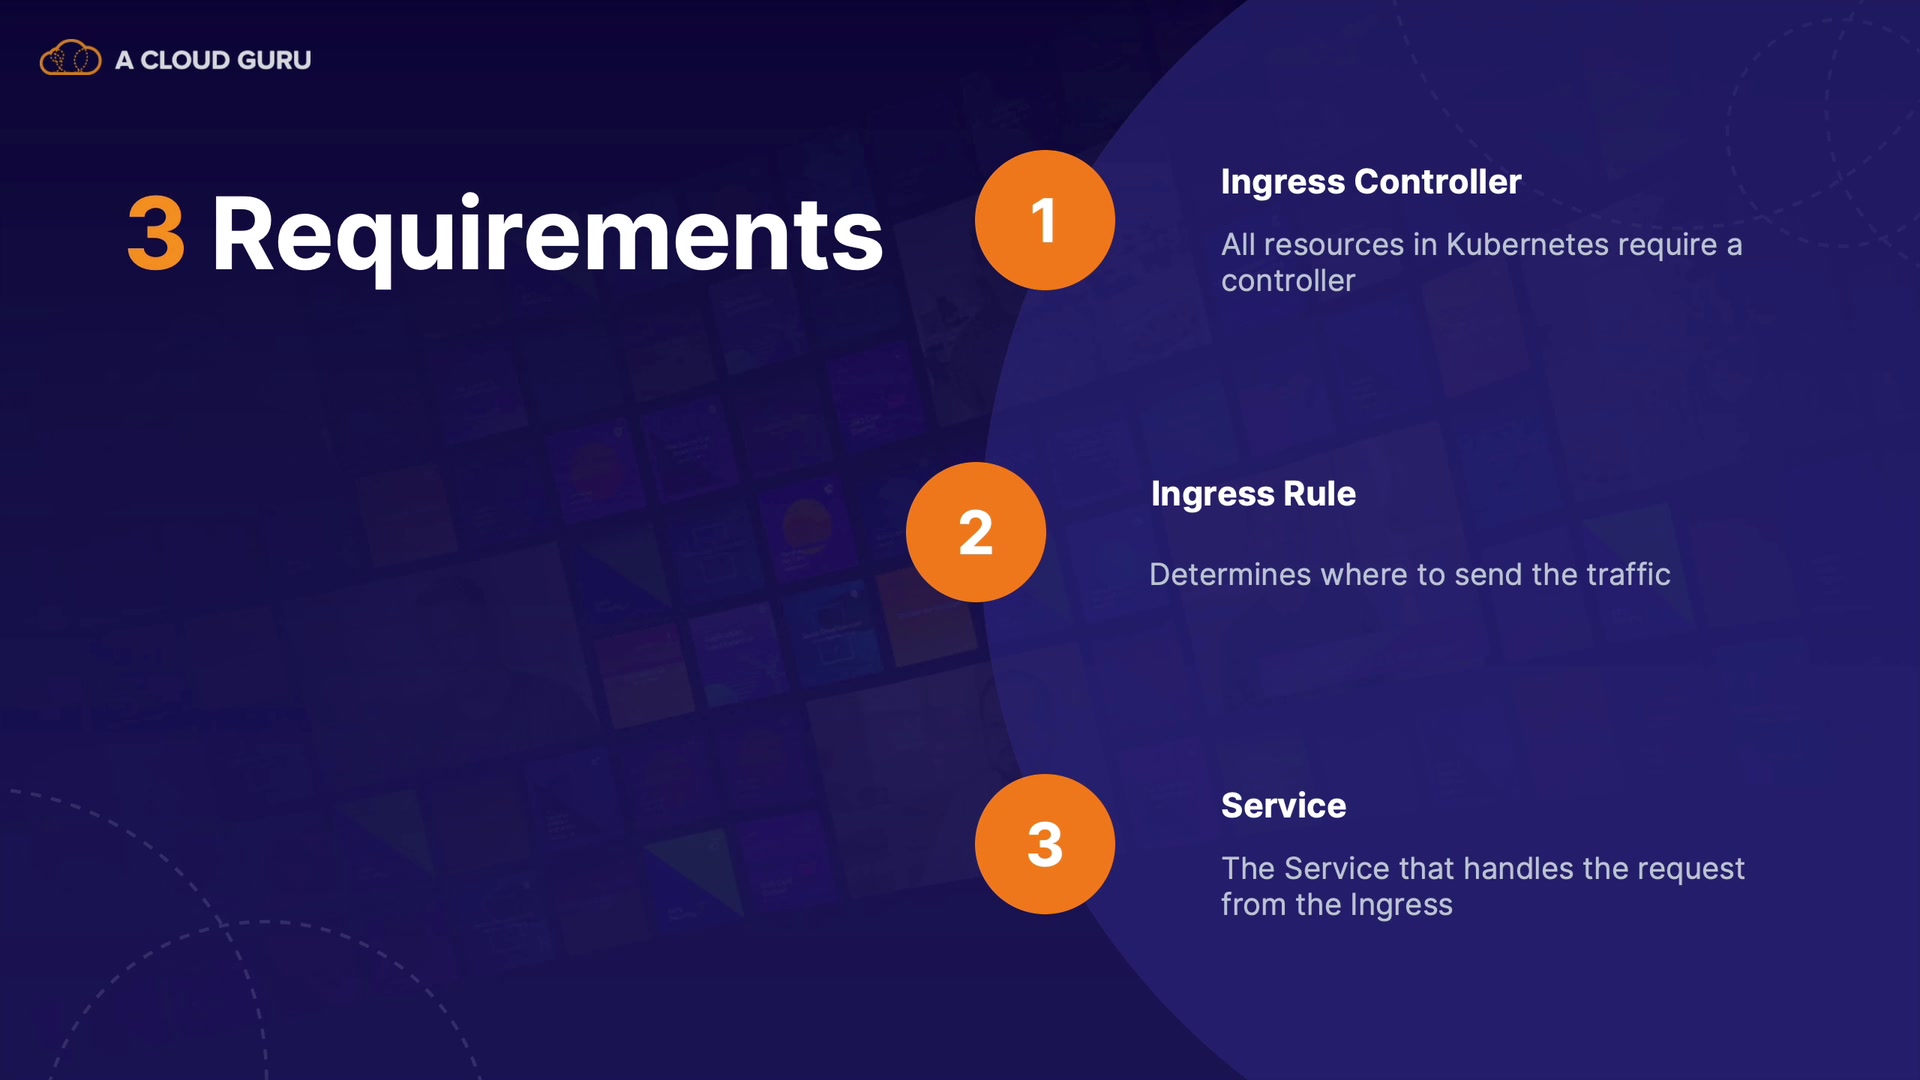 A CLOUD GURU
3 Requirements
1
Ingress Controller
All resources in Kubernetes require a
controller
2
Ingress Rule
Determines where to send the traffic
3
Service
The Service that handles the request
from the Ingress